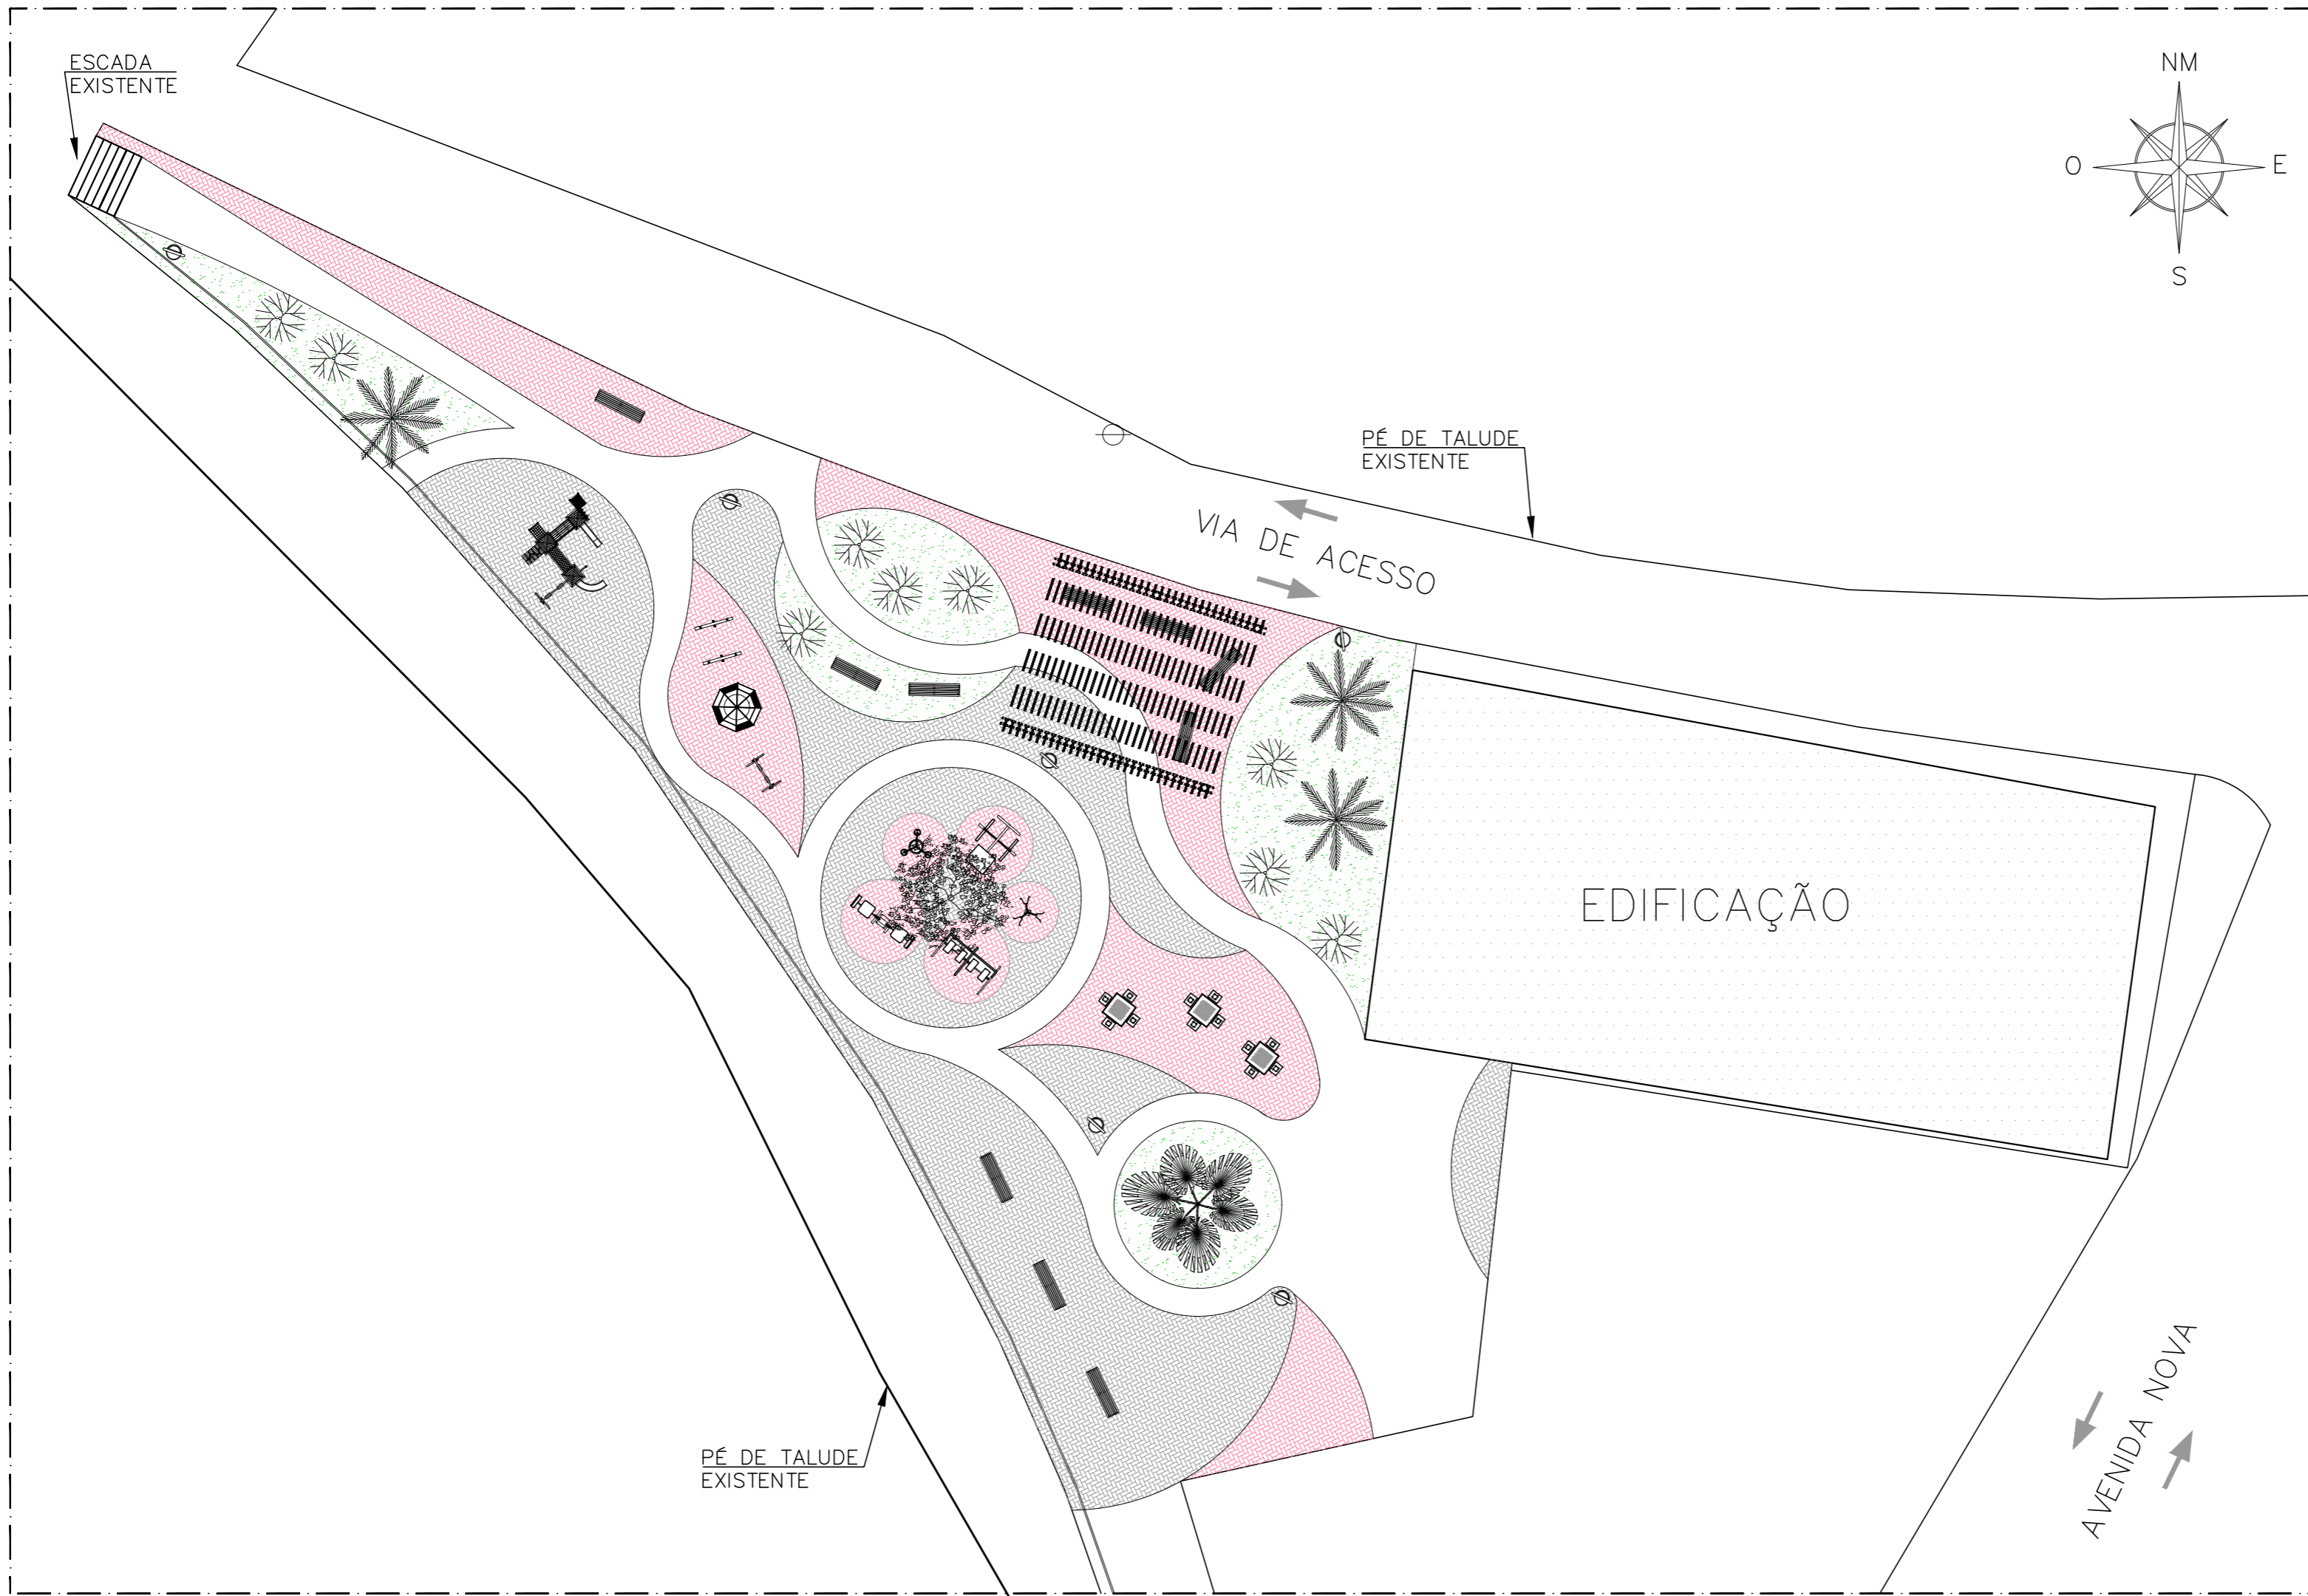 ESCADA
EXISTENTE
NM
O
E
S
PÉ DE TALUDE
EXISTENTE
VIA DE ACESSO
EDIFICAÇÃO
AVENIDA NOVA
PÉ DE TALUDE
EXISTENTE